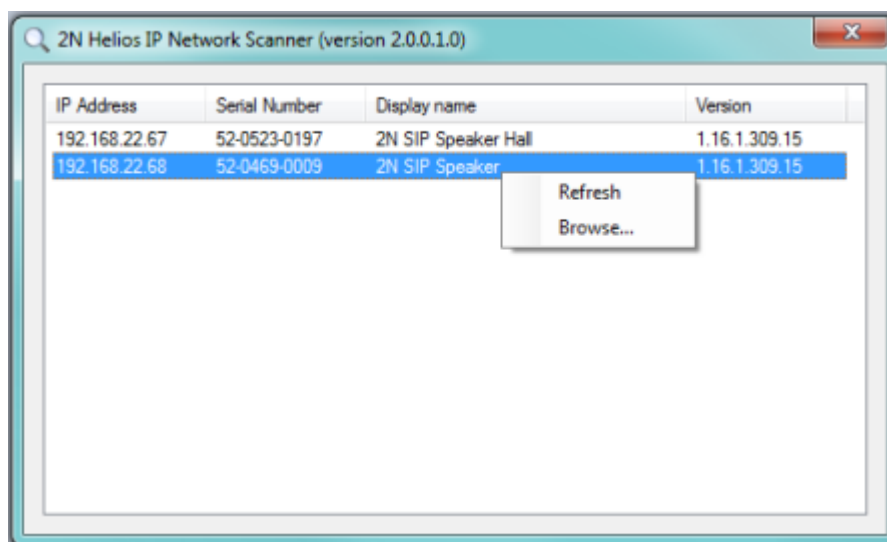 2N Helios IP Network Scanner (version 2.0.0.1.0)
IP Address Serial Number Display name Version
192.168.22.67 52-0523-0197 2N SIP Speaker Hall 1.16.1.309.15
192.168.22.68 52-0469-0009 2N SIP Speaker 1.16.1.309.15
Refresh
Browse...